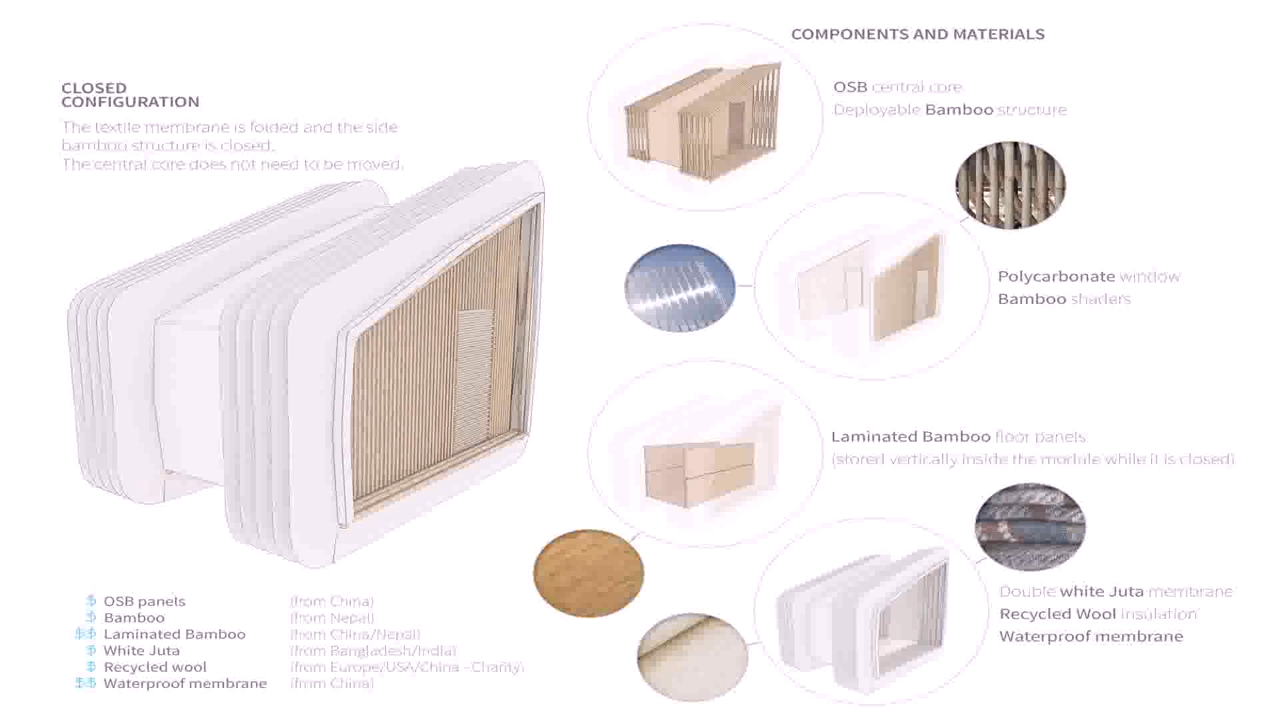 COMPONENTS AND MATERIALS
CLOSED
CONFIGURATION
The textile membrane is folded and the side
bamboo structure is closed.
The central core does not need to be moved.
OSB central core
Deployable Bamboo structure
Polycarbonate window
Bamboo shaders
Laminated Bamboo floor panels
(stored vertically inside the module while it is closed)
Double white Juta membrane
Recycled Wool insulation
Waterproof membrane
$ OSB panels (from China)
$ Bamboo (from Nepal)
$$ Laminated Bamboo (from China/Nepal)
$ White Juta (from Bangladesh/India)
$ Recycled wool (from Europe/USA/China - Charity)
$$ Waterproof membrane (from China)